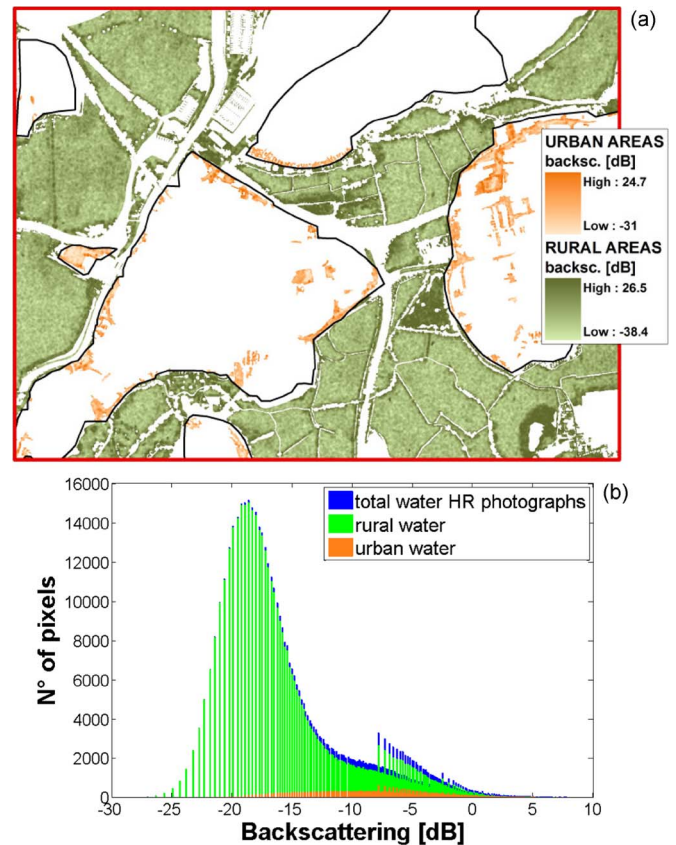 (a)
URBAN AREAS
backsc. [dB]
High : 24.7
Low : -31
RURAL AREAS
backsc. [dB]
High : 26.5
Low : -38.4
(b)
16000
14000
12000
10000
8000
6000
4000
2000
0
N° of pixels
total water HR photographs
rural water
urban water
-30 -25 -20 -15 -10 -5 0 5 10
Backscattering [dB]